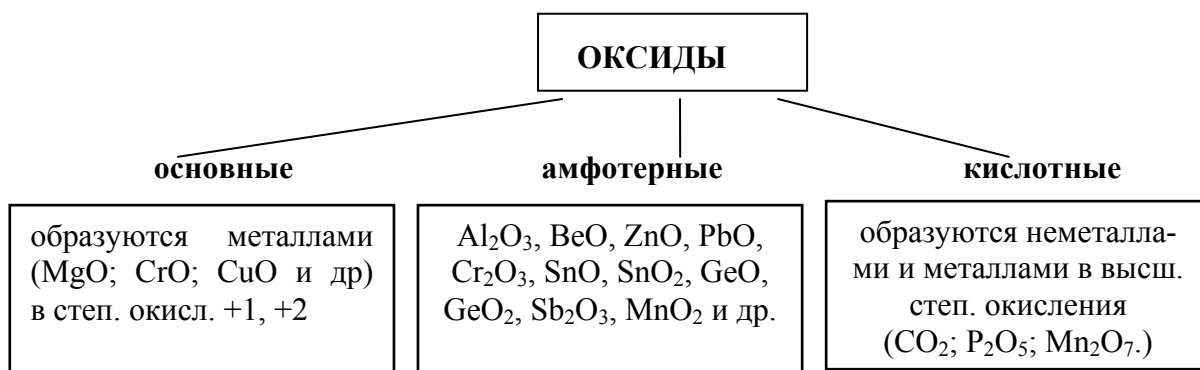 ОКСИДЫ
основные
амфотерные
кислотные
образуются металлами
(MgO; CrO; CuO и др)
в степ. окисл. +1, +2
Al₂O₃, BeO, ZnO, PbO,
Cr₂O₃, SnO, SnO₂, GeO,
GeO₂, Sb₂O₃, MnO₂ и др.
образуются неметалла-
ми и металлами в высш.
степ. окисления
(CO₂; P₂O₅; Mn₂O₇.)